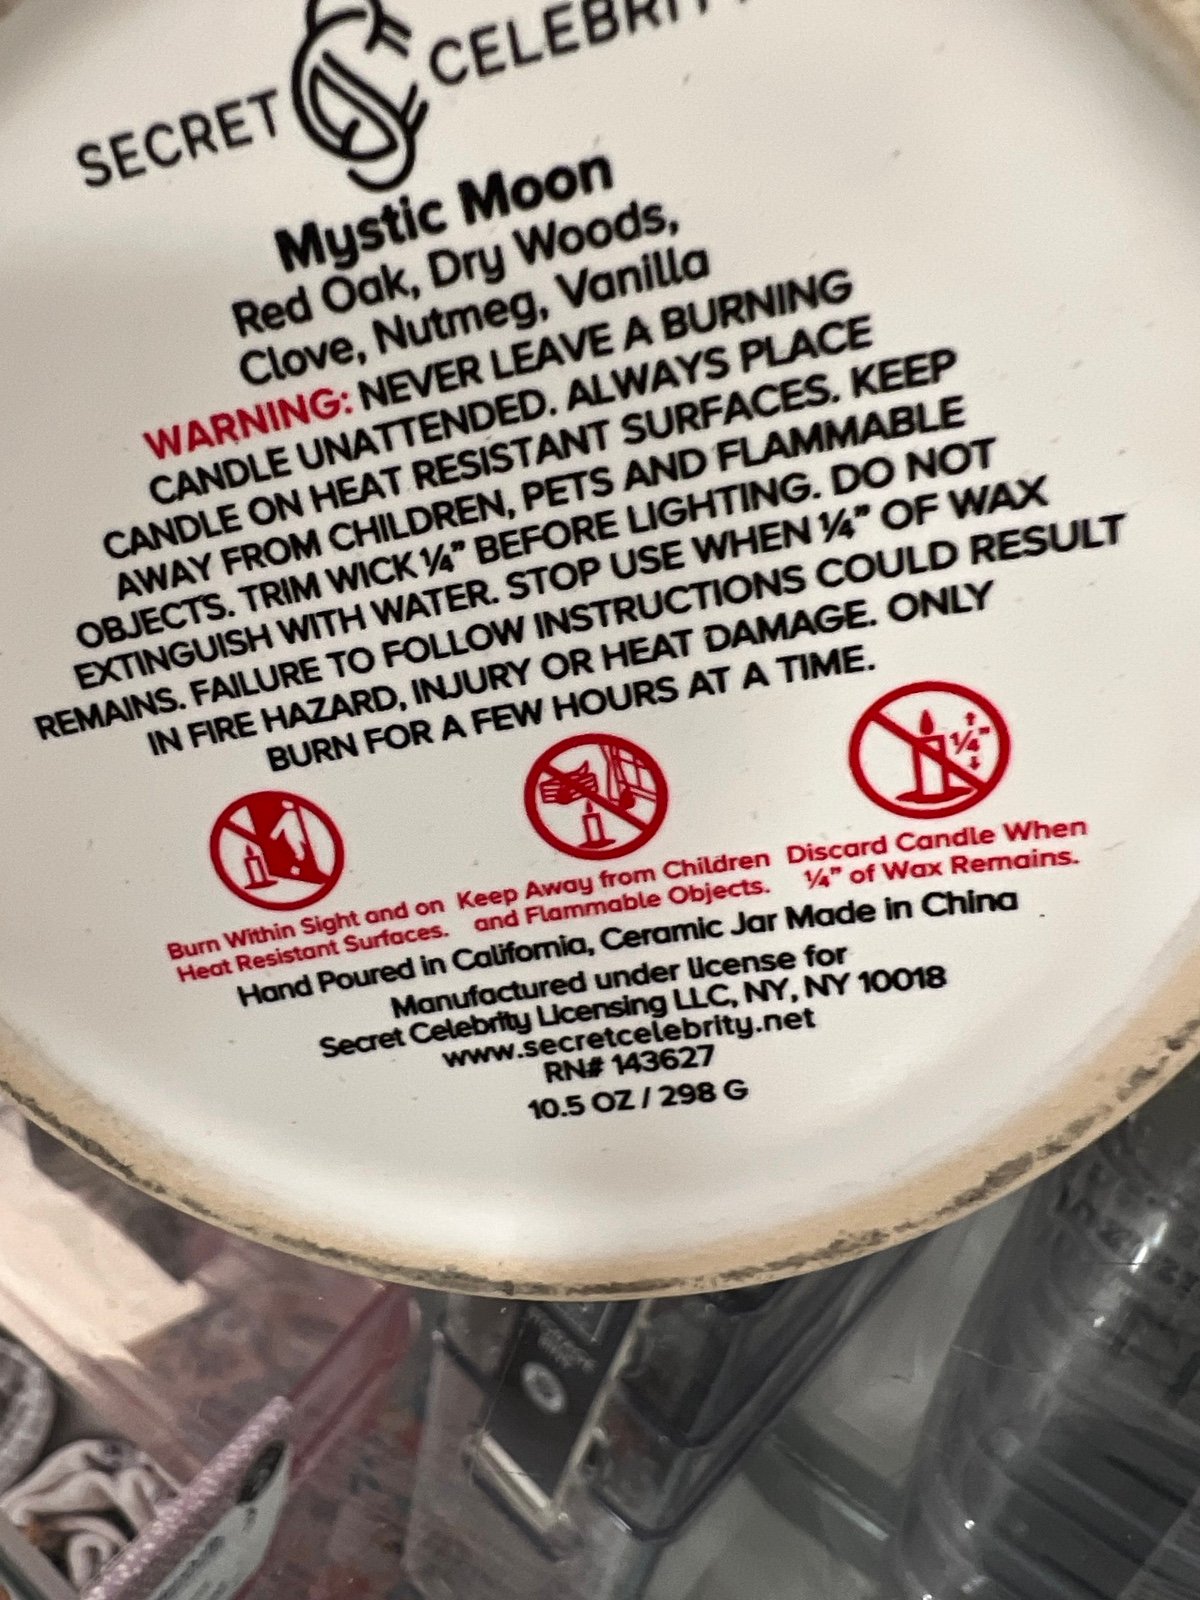 SECRET CELEBRITY
Mystic Moon
Red Oak, Dry Woods,
Clove, Nutmeg, Vanilla
WARNING: NEVER LEAVE A BURNING
CANDLE UNATTENDED. ALWAYS PLACE
CANDLE ON HEAT RESISTANT SURFACES. KEEP
AWAY FROM CHILDREN, PETS AND FLAMMABLE
OBJECTS. TRIM WICK ¼” BEFORE LIGHTING. DO NOT
EXTINGUISH WITH WATER. STOP USE WHEN ¼” OF WAX
REMAINS. FAILURE TO FOLLOW INSTRUCTIONS COULD RESULT
IN FIRE HAZARD, INJURY OR HEAT DAMAGE. ONLY
BURN FOR A FEW HOURS AT A TIME.
¼”
Burn Within Sight and on
Heat Resistant Surfaces.
Keep Away from Children
and Flammable Objects.
Discard Candle When
¼” of Wax Remains.
Hand Poured in California, Ceramic Jar Made in China
Manufactured under license for
Secret Celebrity Licensing LLC, NY, NY 10018
www.secretcelebrity.net
RN# 143627
10.5 OZ / 298 G